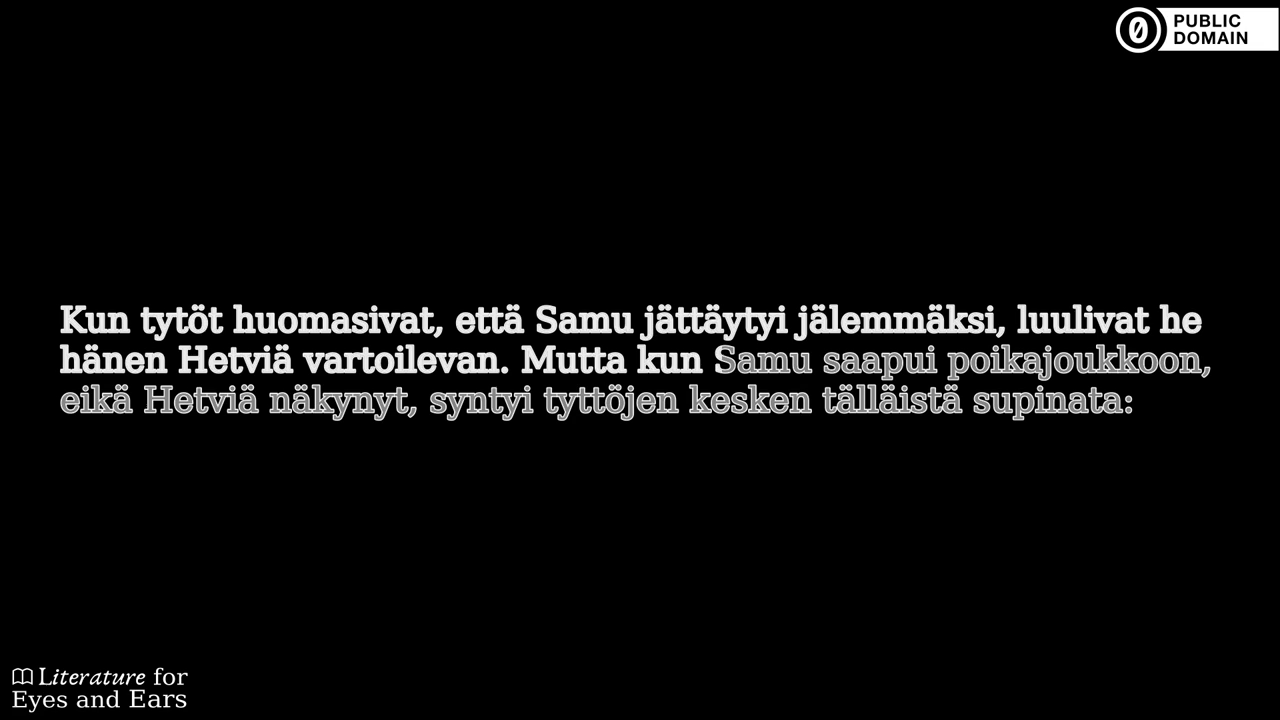 PUBLIC
DOMAIN
Kun tytöt huomasivat, että Samu jättäytyi jälemmäksi, luulivat he
hänen Hetviä vartoilevan. Mutta kun Samu saapui poikajoukkoon,
eikä Hetviä näkynyt, syntyi tyttöjen kesken tälläistä supinata:
Literature for
Eyes and Ears